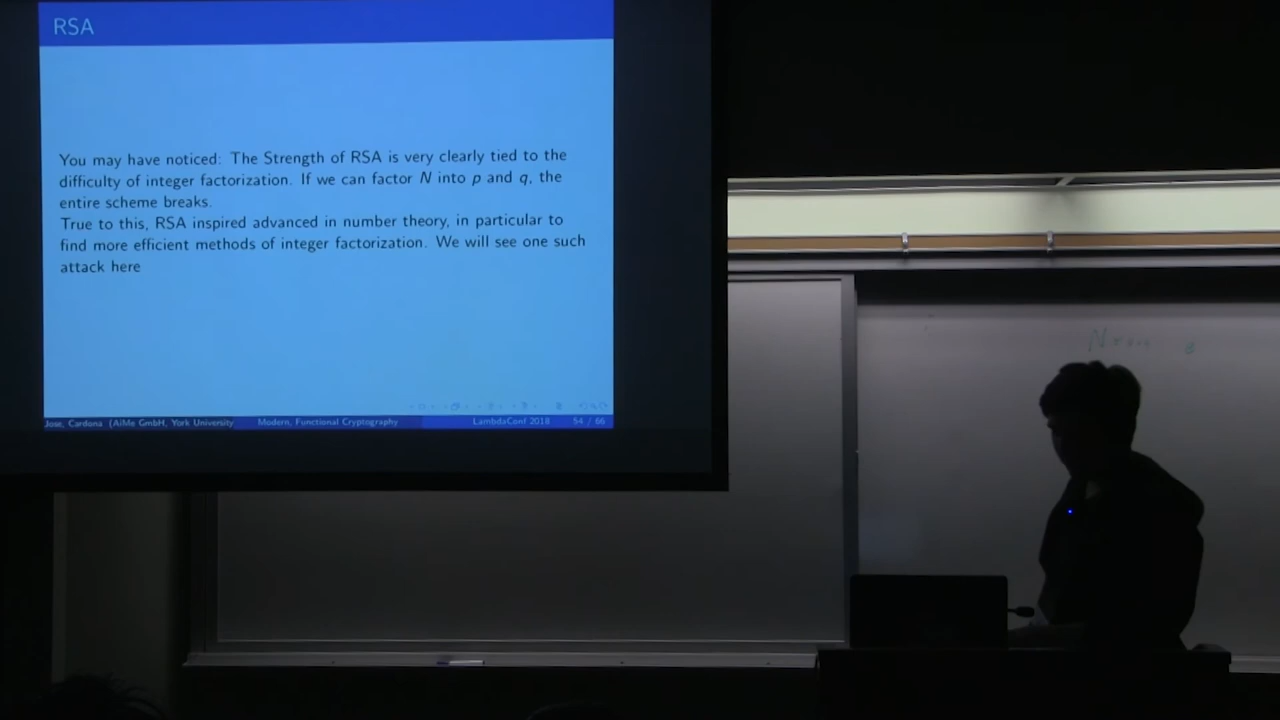 RSA
You may have noticed: The Strength of RSA is very clearly tied to the
difficulty of integer factorization. If we can factor N into p and q, the
entire scheme breaks.
True to this, RSA inspired advanced in number theory, in particular to
find more efficient methods of integer factorization. We will see one such
attack here
Jose, Cardona (AiMe GmbH, York University
Modern, Functional Cryptography
LambdaConf 2018
54 / 66